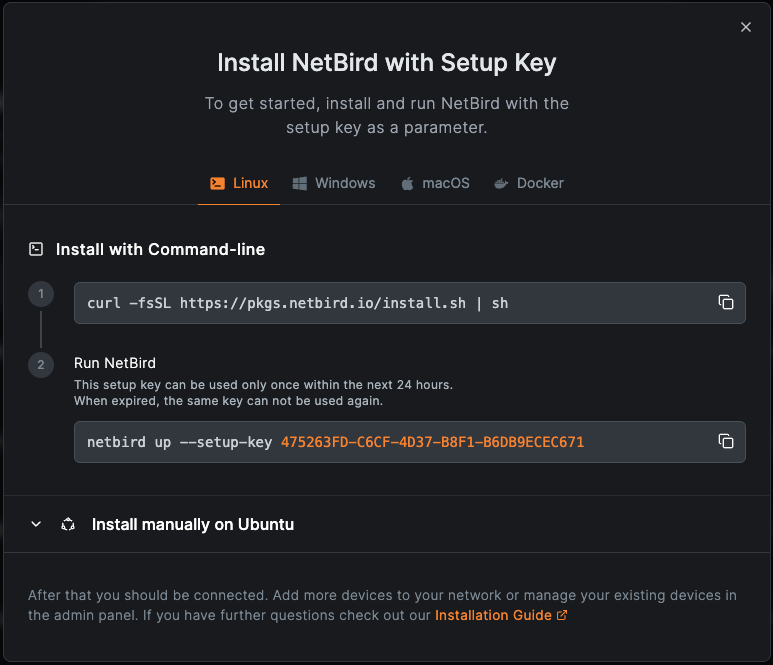 Install NetBird with Setup Key
To get started, install and run NetBird with the
setup key as a parameter.
Linux Windows macOS Docker
Install with Command-line
1
curl -fsSL https://pkgs.netbird.io/install.sh | sh
2
Run NetBird
This setup key can be used only once within the next 24 hours.
When expired, the same key can not be used again.
netbird up --setup-key 475263FD-C6CF-4D37-B8F1-B6DB9ECEC671
Install manually on Ubuntu
After that you should be connected. Add more devices to your network or manage your existing devices in
the admin panel. If you have further questions check out our Installation Guide